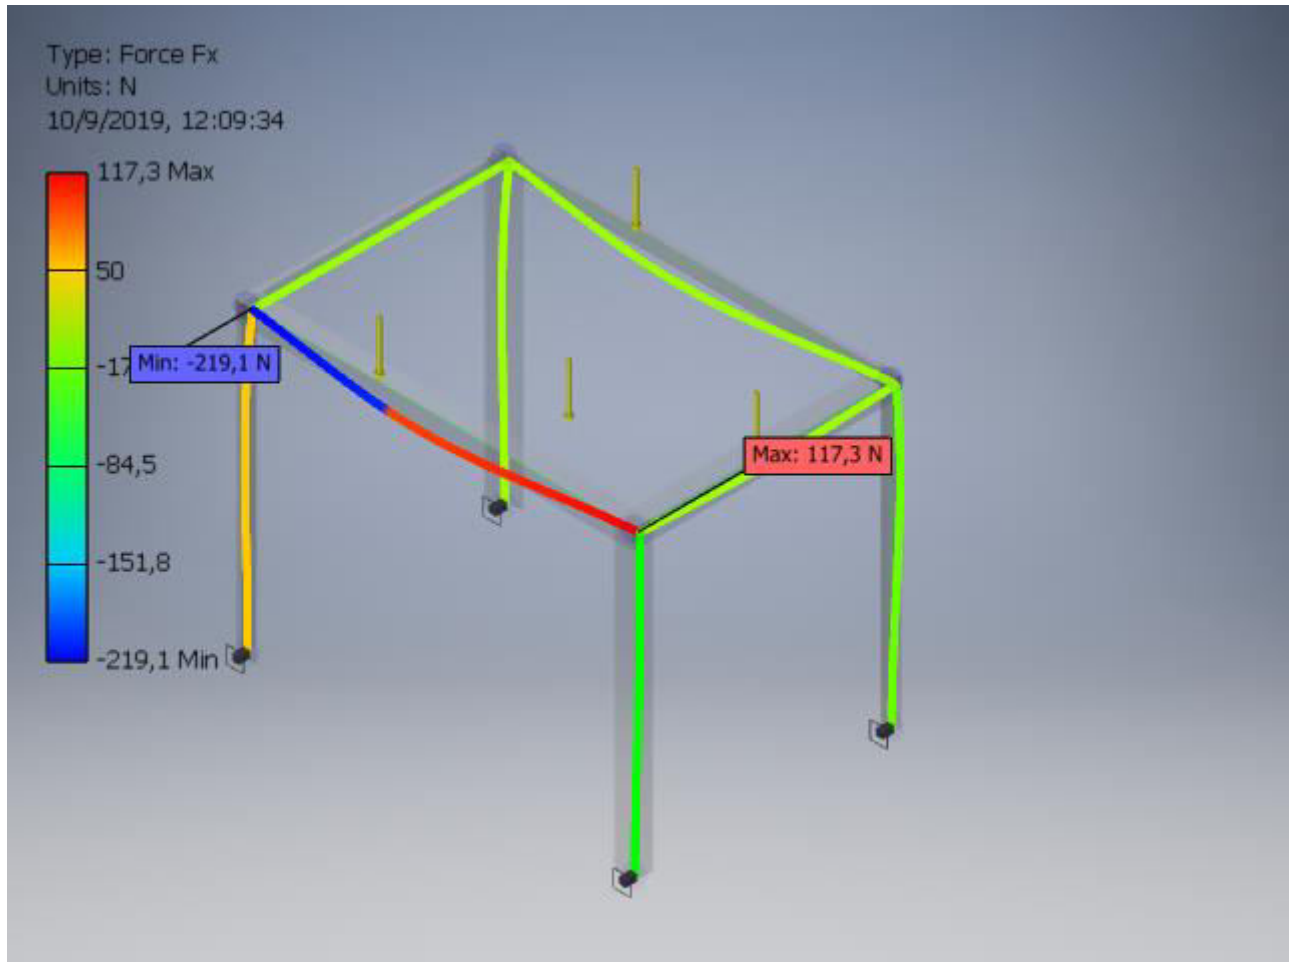 Type: Force Fx
Units: N
10/9/2019, 12:09:34
117,3 Max
50
Min: -219,1 N
Max: 117,3 N
-84,5
-151,8
-219,1 Min